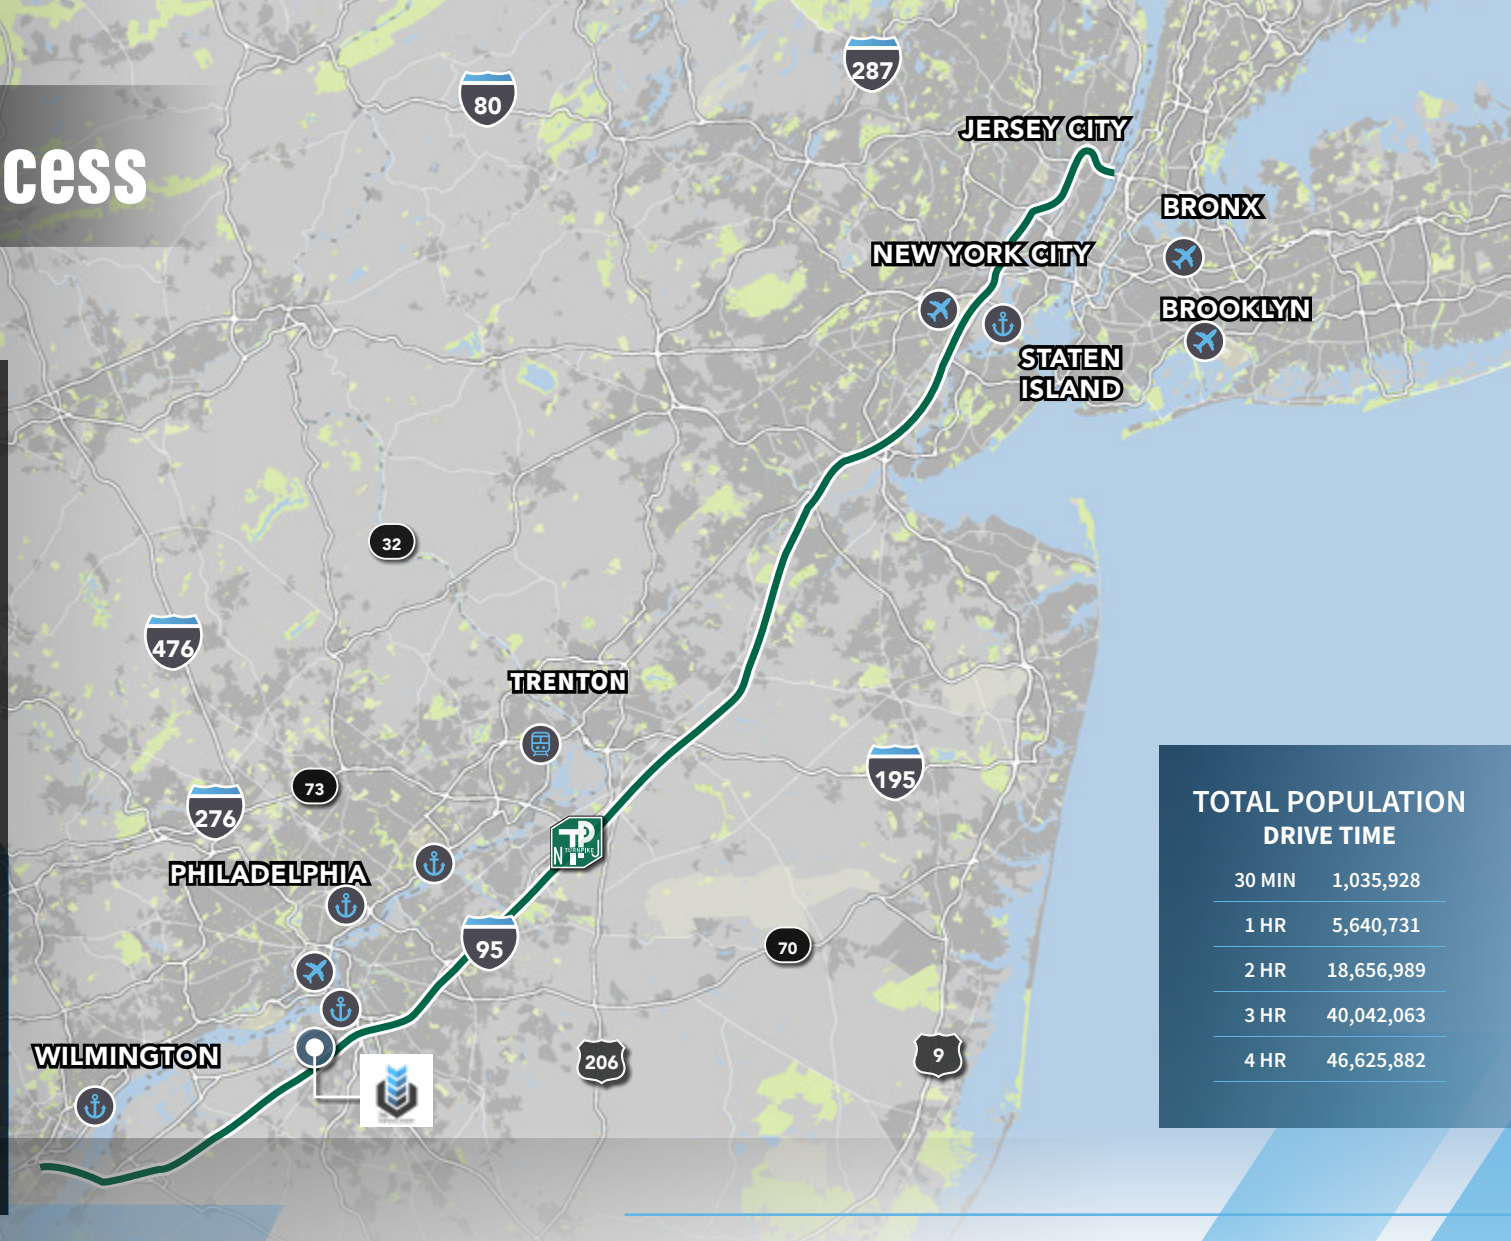 cess
287
80
JERSEY CITY
BRONX
NEW YORK CITY
BROOKLYN
STATEN
ISLAND
32
476
TRENTON
195
73
276
TP
N TURNPIKE J
PHILADELPHIA
95
70
WILMINGTON
206
9
TOTAL POPULATION
DRIVE TIME
30 MIN 1,035,928
1 HR 5,640,731
2 HR 18,656,989
3 HR 40,042,063
4 HR 46,625,882